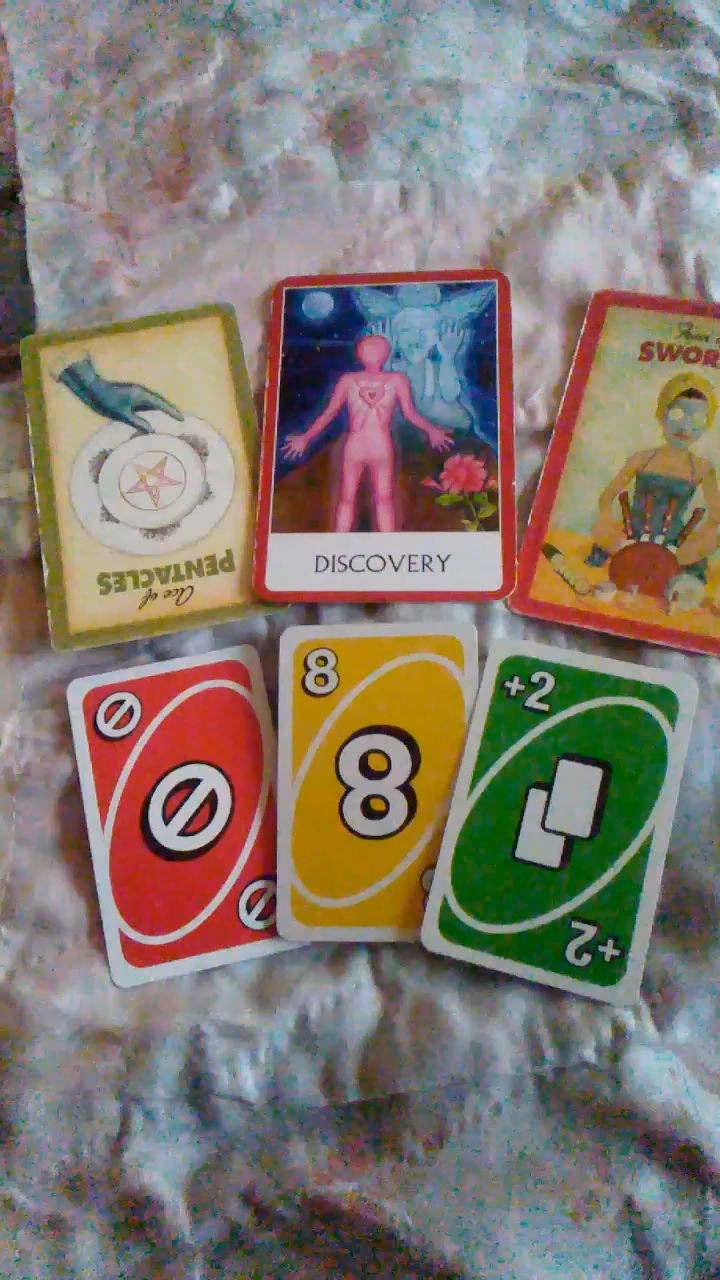 ace of
PENTACLES
DISCOVERY
SWOR
8
8
+2
+2